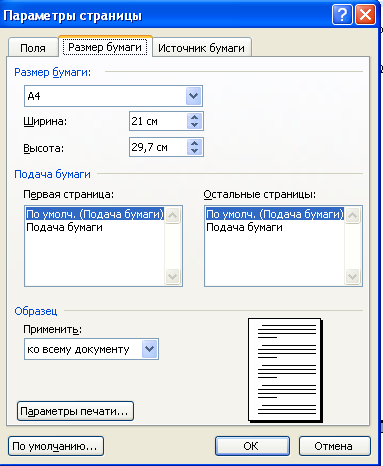 Параметры страницы
Поля
Размер бумаги
Источник бумаги
Размер бумаги:
A4
Ширина: 21 см
Высота: 29,7 см
Подача бумаги
Первая страница: Остальные страницы:
По умолч. (Подача бумаги) По умолч. (Подача бумаги)
Подача бумаги Подача бумаги
Образец
Применить:
ко всему документу
Параметры печати...
По умолчанию... ОК Отмена